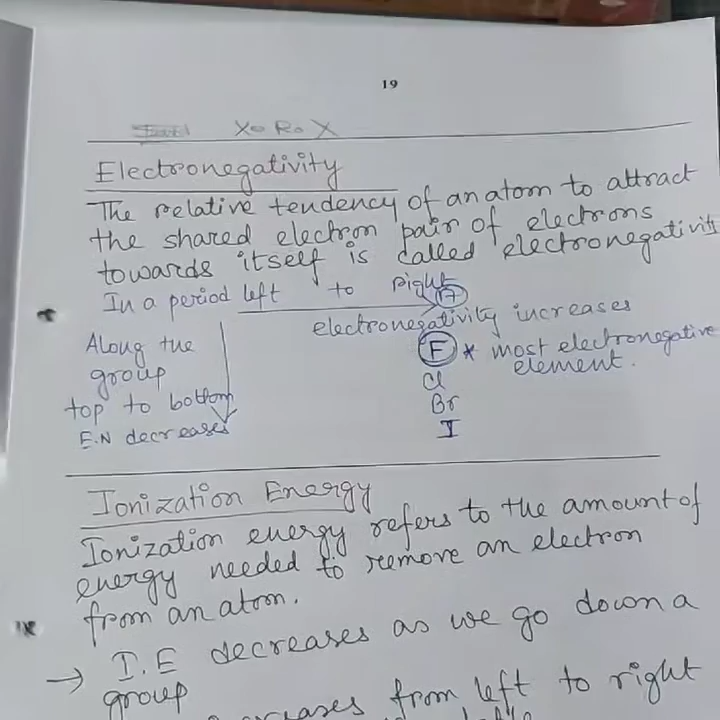 19
X R X
Electronegativity
The relative tendency of an atom to attract
the shared electron pair of electrons
towards itself is called electronegativit
In a period left to right 17
electronegativity increases
Along the
group
top to bottom
E.N decreases
F * most electronegative
element.
Cl
Br
I
Ionization Energy
Ionization energy refers to the amount of
energy needed to remove an electron
from an atom.
→ I.E decreases as we go down a
group
from left to right